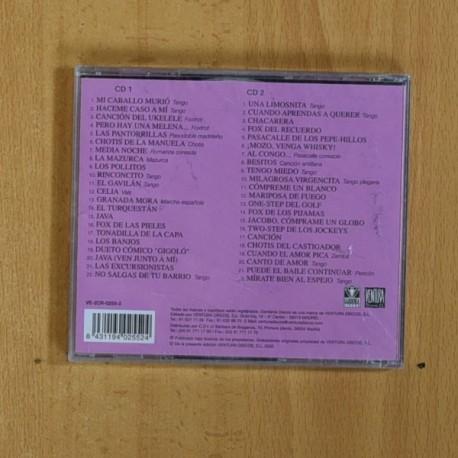 CD 1
1. MI CABALLO MURIÓ Tango
2. HACEME CASO A MÍ Tango
3. CANCIÓN DEL UKELELE Foxtrot
4. PERO HAY UNA MELENA... Foxtrot
5. LAS PANTORRILLAS Pasodoble madrileño
6. CHOTIS DE LA MANUELA Chotis
7. MEDIA NOCHE Romanza coreada
8. LA MAZURCA Mazurca
9. LOS POLLITOS
10. RINCONCITO Tango
11. EL GAVILÁN Tango
12. CELIA Vals
13. GRANADA MORA Marcha española
14. EL TURQUESTÁN
15. JAVA
16. FOX DE LAS PIELES
17. TONADILLA DE LA CAPA
18. LOS BANJOS
19. DUETO CÓMICO "GIGOLÓ"
20. JAVA (VEN JUNTO A MÍ)
21. LAS EXCURSIONISTAS
22. NO SALGAS DE TU BARRIO Tango
CD 2
1. UNA LIMOSNITA Tango
2. CUANDO APRENDAS A QUERER Tango
3. CHACARERA
4. FOX DEL RECUERDO
5. PASACALLE DE LOS PEPE-HILLOS
6. ¡MOZO, VENGA WHISKY!
7. AL CONGO... Pasacalle coreado
8. BESITOS Canción antillana
9. TENGO MIEDO Tango
10. MILAGROSA VIRGENCITA Tango plegaria
11. CÓMPREME UN BLANCO
12. MARIPOSA DE FUEGO
13. ONE-STEP DEL GOLF
14. FOX DE LOS PIJAMAS
15. JACOBO, CÓMPRAME UN GLOBO
16. TWO-STEP DE LOS JOCKEYS
17. CANCIÓN
18. CHOTIS DEL CASTIGADOR
19. CUANDO EL AMOR PICA Zambra
20. CANTO DE AMOR Tango
21. PUEDE EL BAILE CONTINUAR Pericón
22. MÍRATE BIEN AL ESPEJO Tango
8 431194 025524
VENTURA